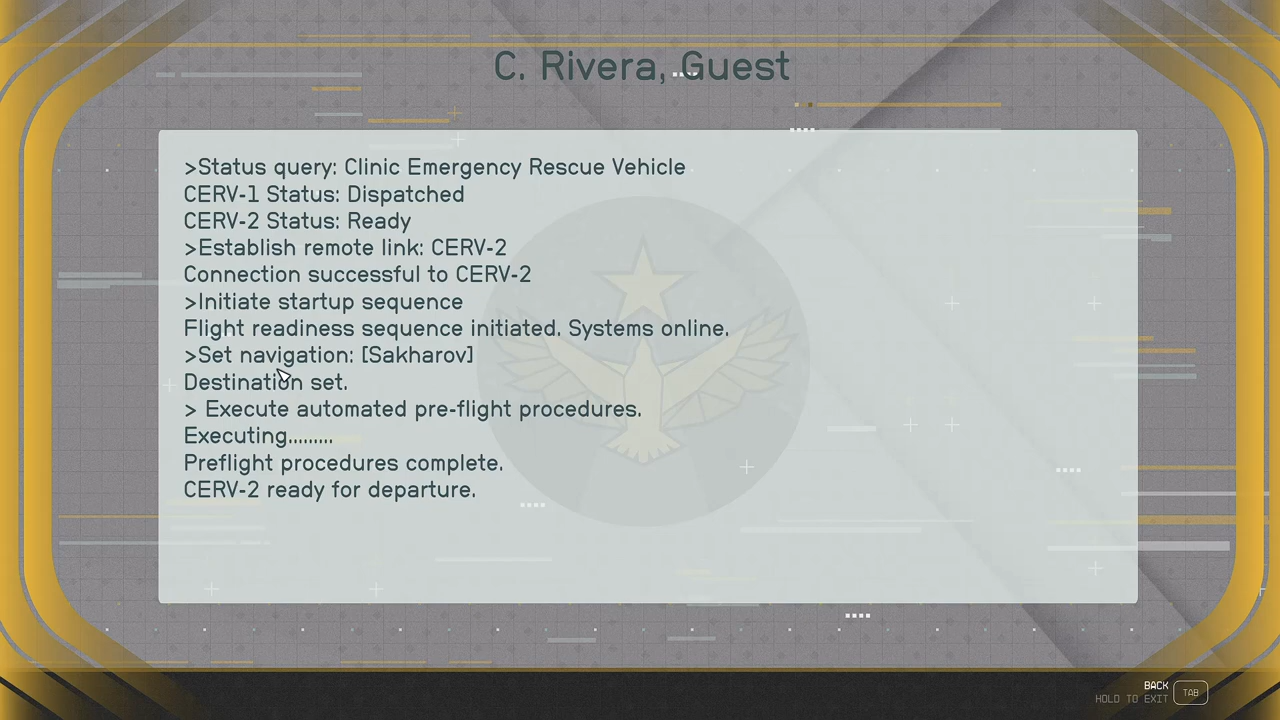 C. Rivera, Guest
>Status query: Clinic Emergency Rescue Vehicle
CERV-1 Status: Dispatched
CERV-2 Status: Ready
>Establish remote link: CERV-2
Connection successful to CERV-2
>Initiate startup sequence
Flight readiness sequence initiated. Systems online.
>Set navigation: [Sakharov]
Destination set.
> Execute automated pre-flight procedures.
Executing.........
Preflight procedures complete.
CERV-2 ready for departure.
BACK
HOLD TO EXIT TAB